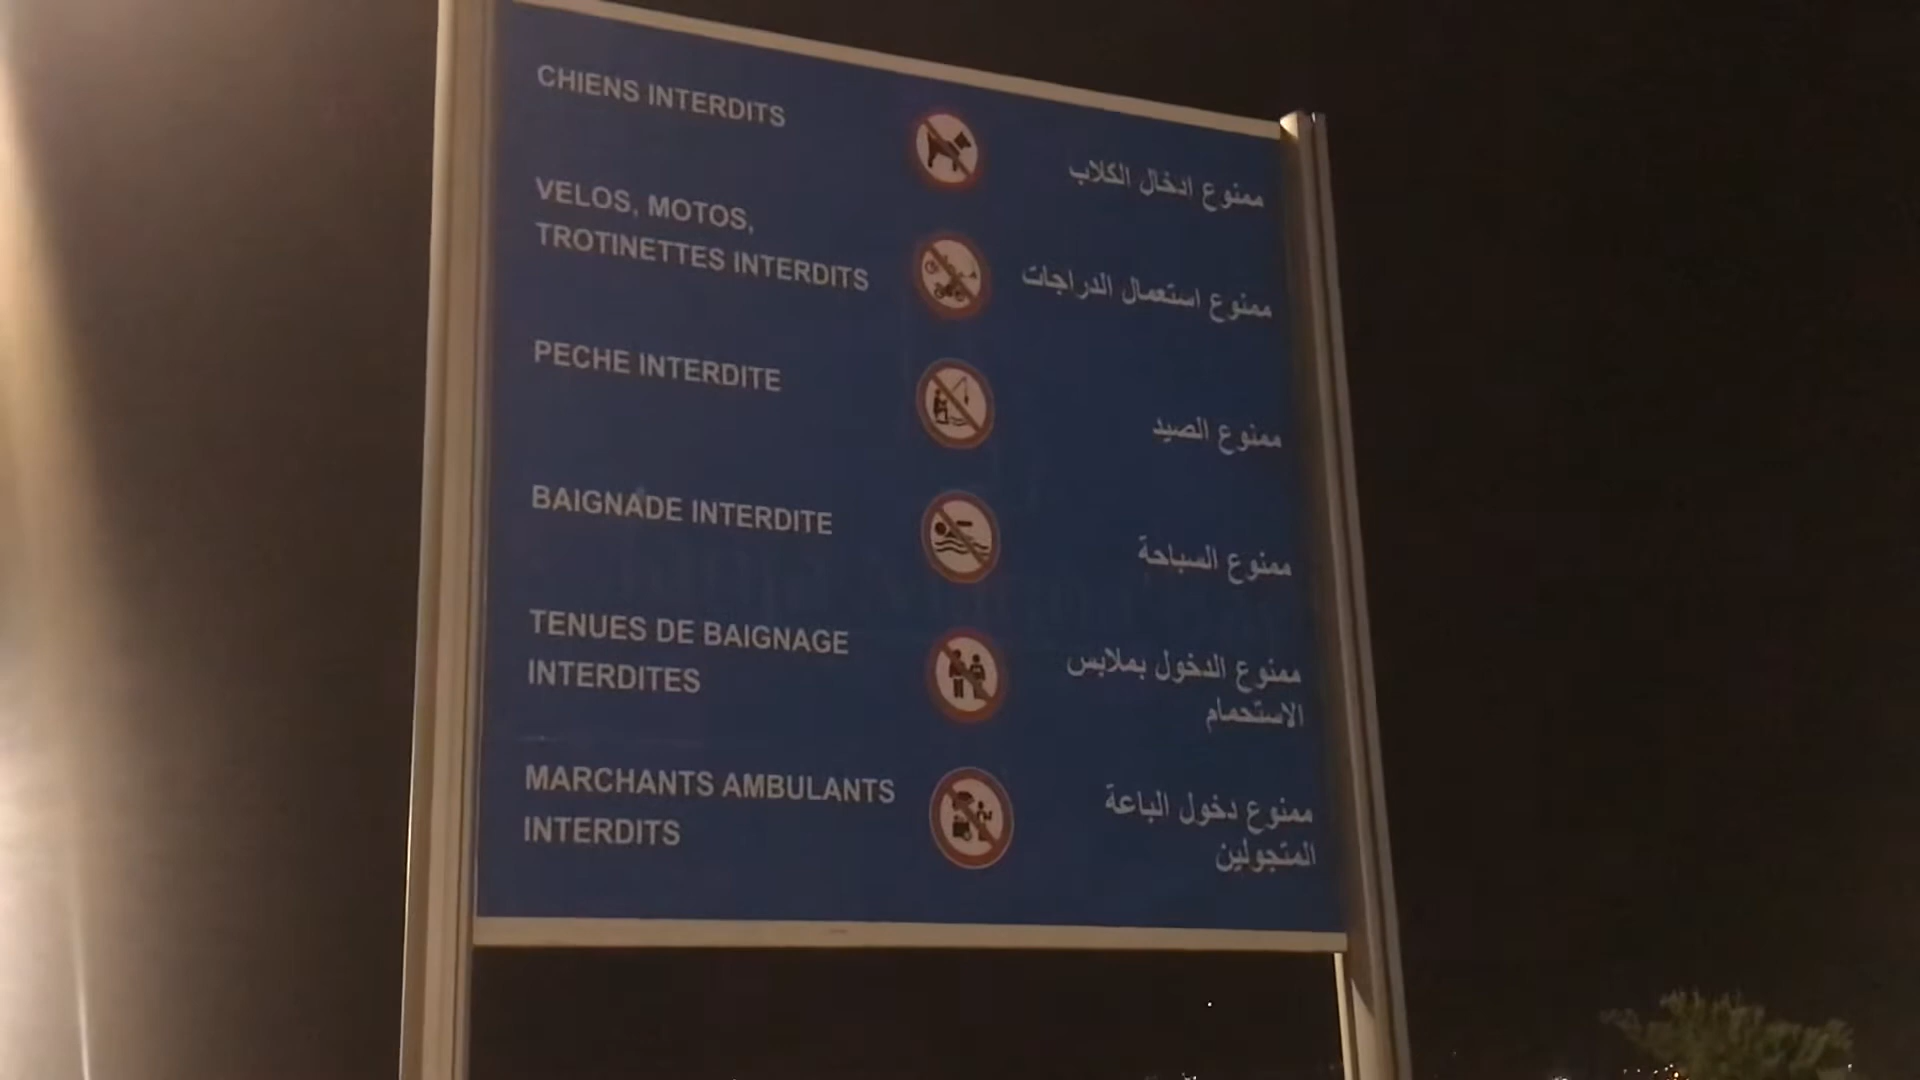 CHIENS INTERDITS
ممنوع ادخال الكلاب
VELOS, MOTOS,
TROTINETTES INTERDITS
ممنوع استعمال الدراجات
PECHE INTERDITE
ممنوع الصيد
BAIGNADE INTERDITE
ممنوع السباحة
TENUES DE BAIGNAGE
INTERDITES
ممنوع الدخول بملابس
الاستحمام
MARCHANTS AMBULANTS
INTERDITS
ممنوع دخول الباعة
المتجولين